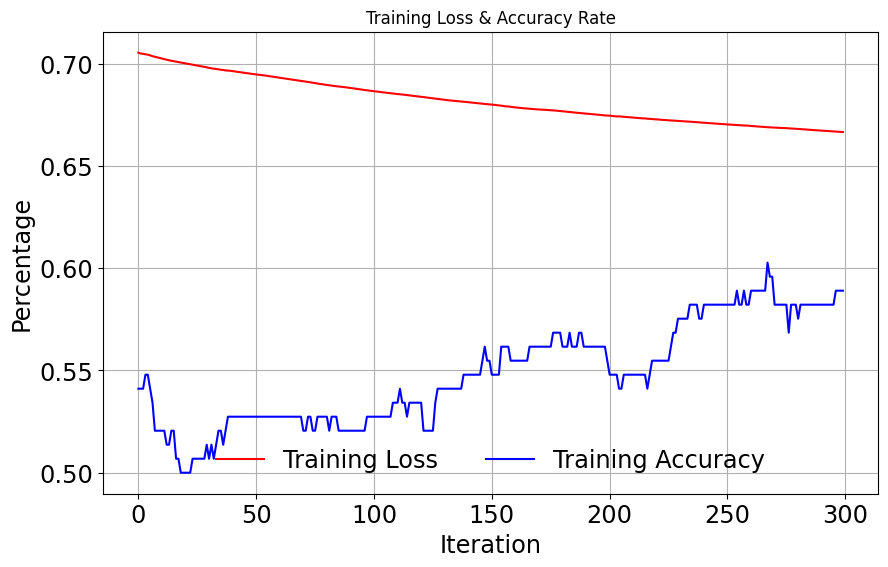 Training Loss & Accuracy Rate
Percentage
0.70
0.65
0.60
0.55
0.50
Training Loss
Training Accuracy
0 50 100 150 200 250 300
Iteration